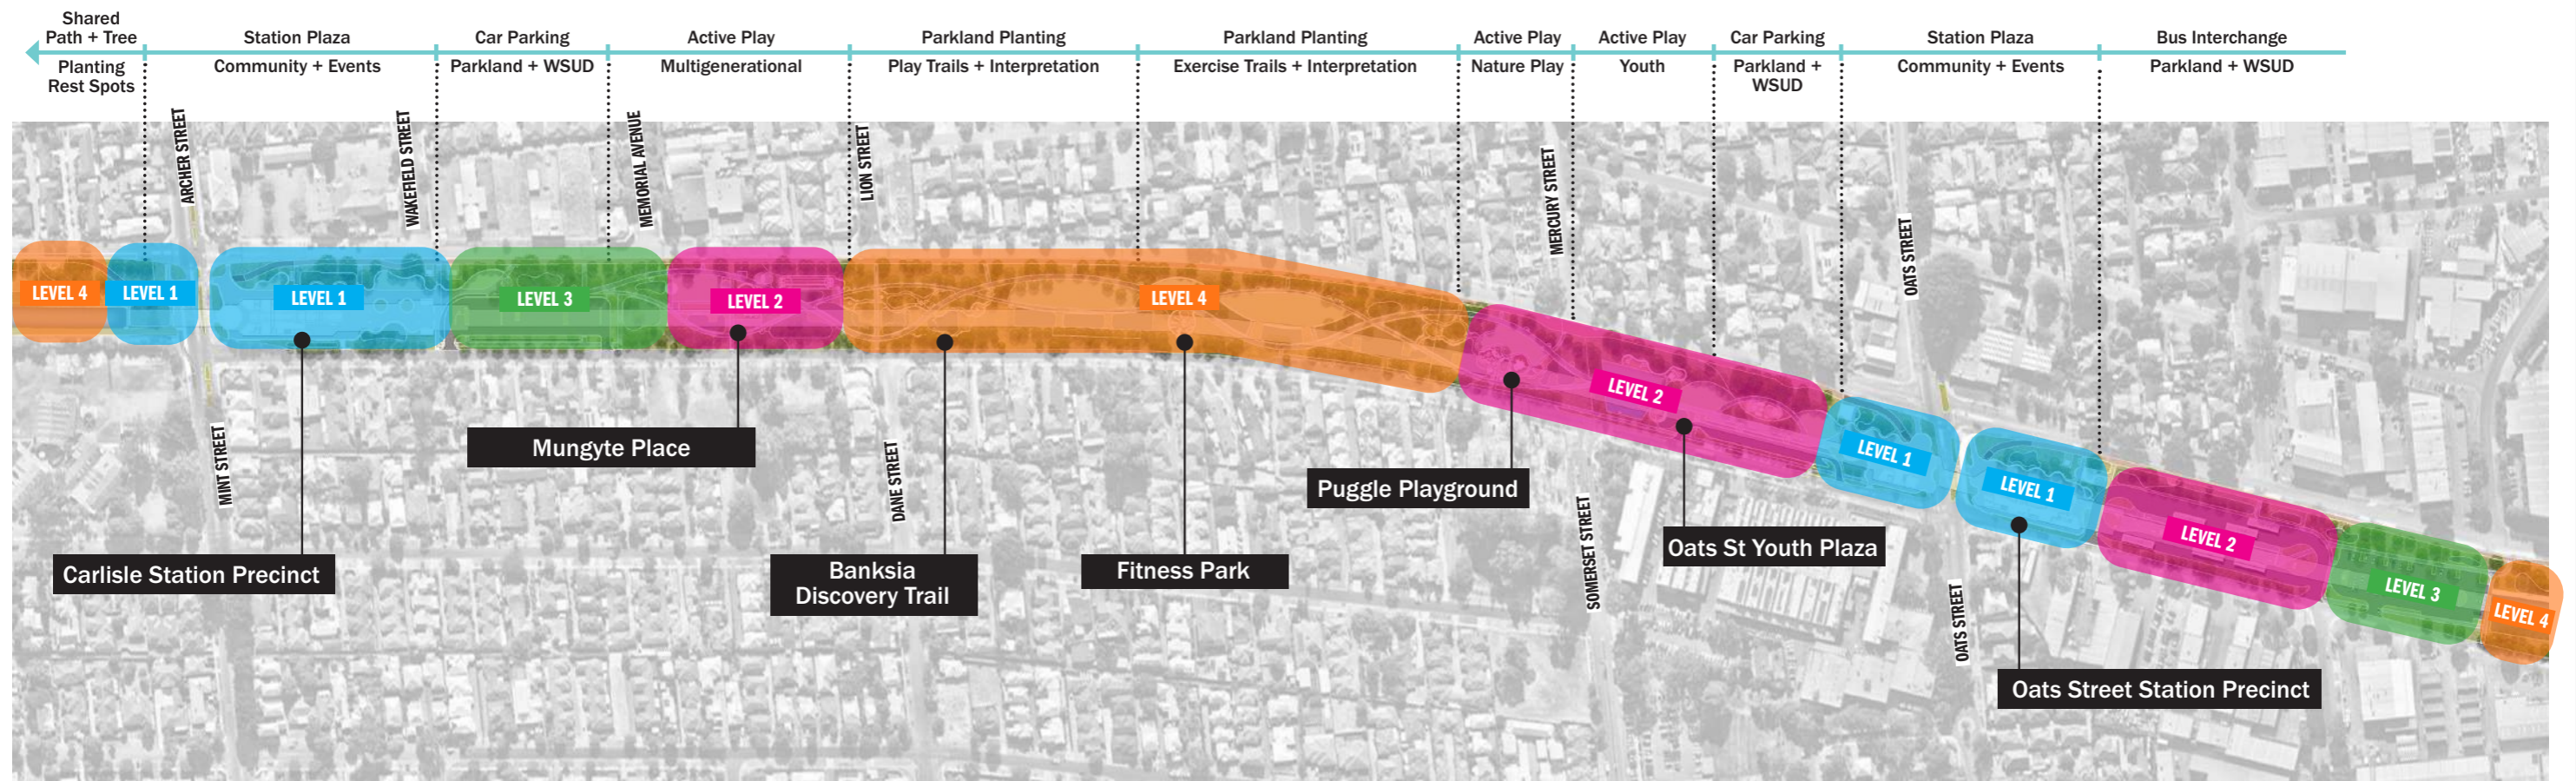 Shared
Path + Tree
Planting
Rest Spots
Station Plaza
Community + Events
Car Parking
Parkland + WSUD
Active Play
Multigenerational
Parkland Planting
Play Trails + Interpretation
Parkland Planting
Exercise Trails + Interpretation
Active Play
Nature Play
Active Play
Youth
Car Parking
Parkland +
WSUD
Station Plaza
Community + Events
Bus Interchange
Parkland + WSUD
ARCHER STREET
WAKEFIELD STREET
MEMORIAL AVENUE
LION STREET
MERCURY STREET
OATS STREET
LEVEL 4
LEVEL 1
LEVEL 1
LEVEL 3
LEVEL 2
LEVEL 4
LEVEL 2
LEVEL 1
LEVEL 1
LEVEL 2
LEVEL 3
LEVEL 4
MINT STREET
DANE STREET
SOMERSET STREET
OATS STREET
Mungyte Place
Puggle Playground
Oats St Youth Plaza
Carlisle Station Precinct
Banksia
Discovery Trail
Fitness Park
Oats Street Station Precinct